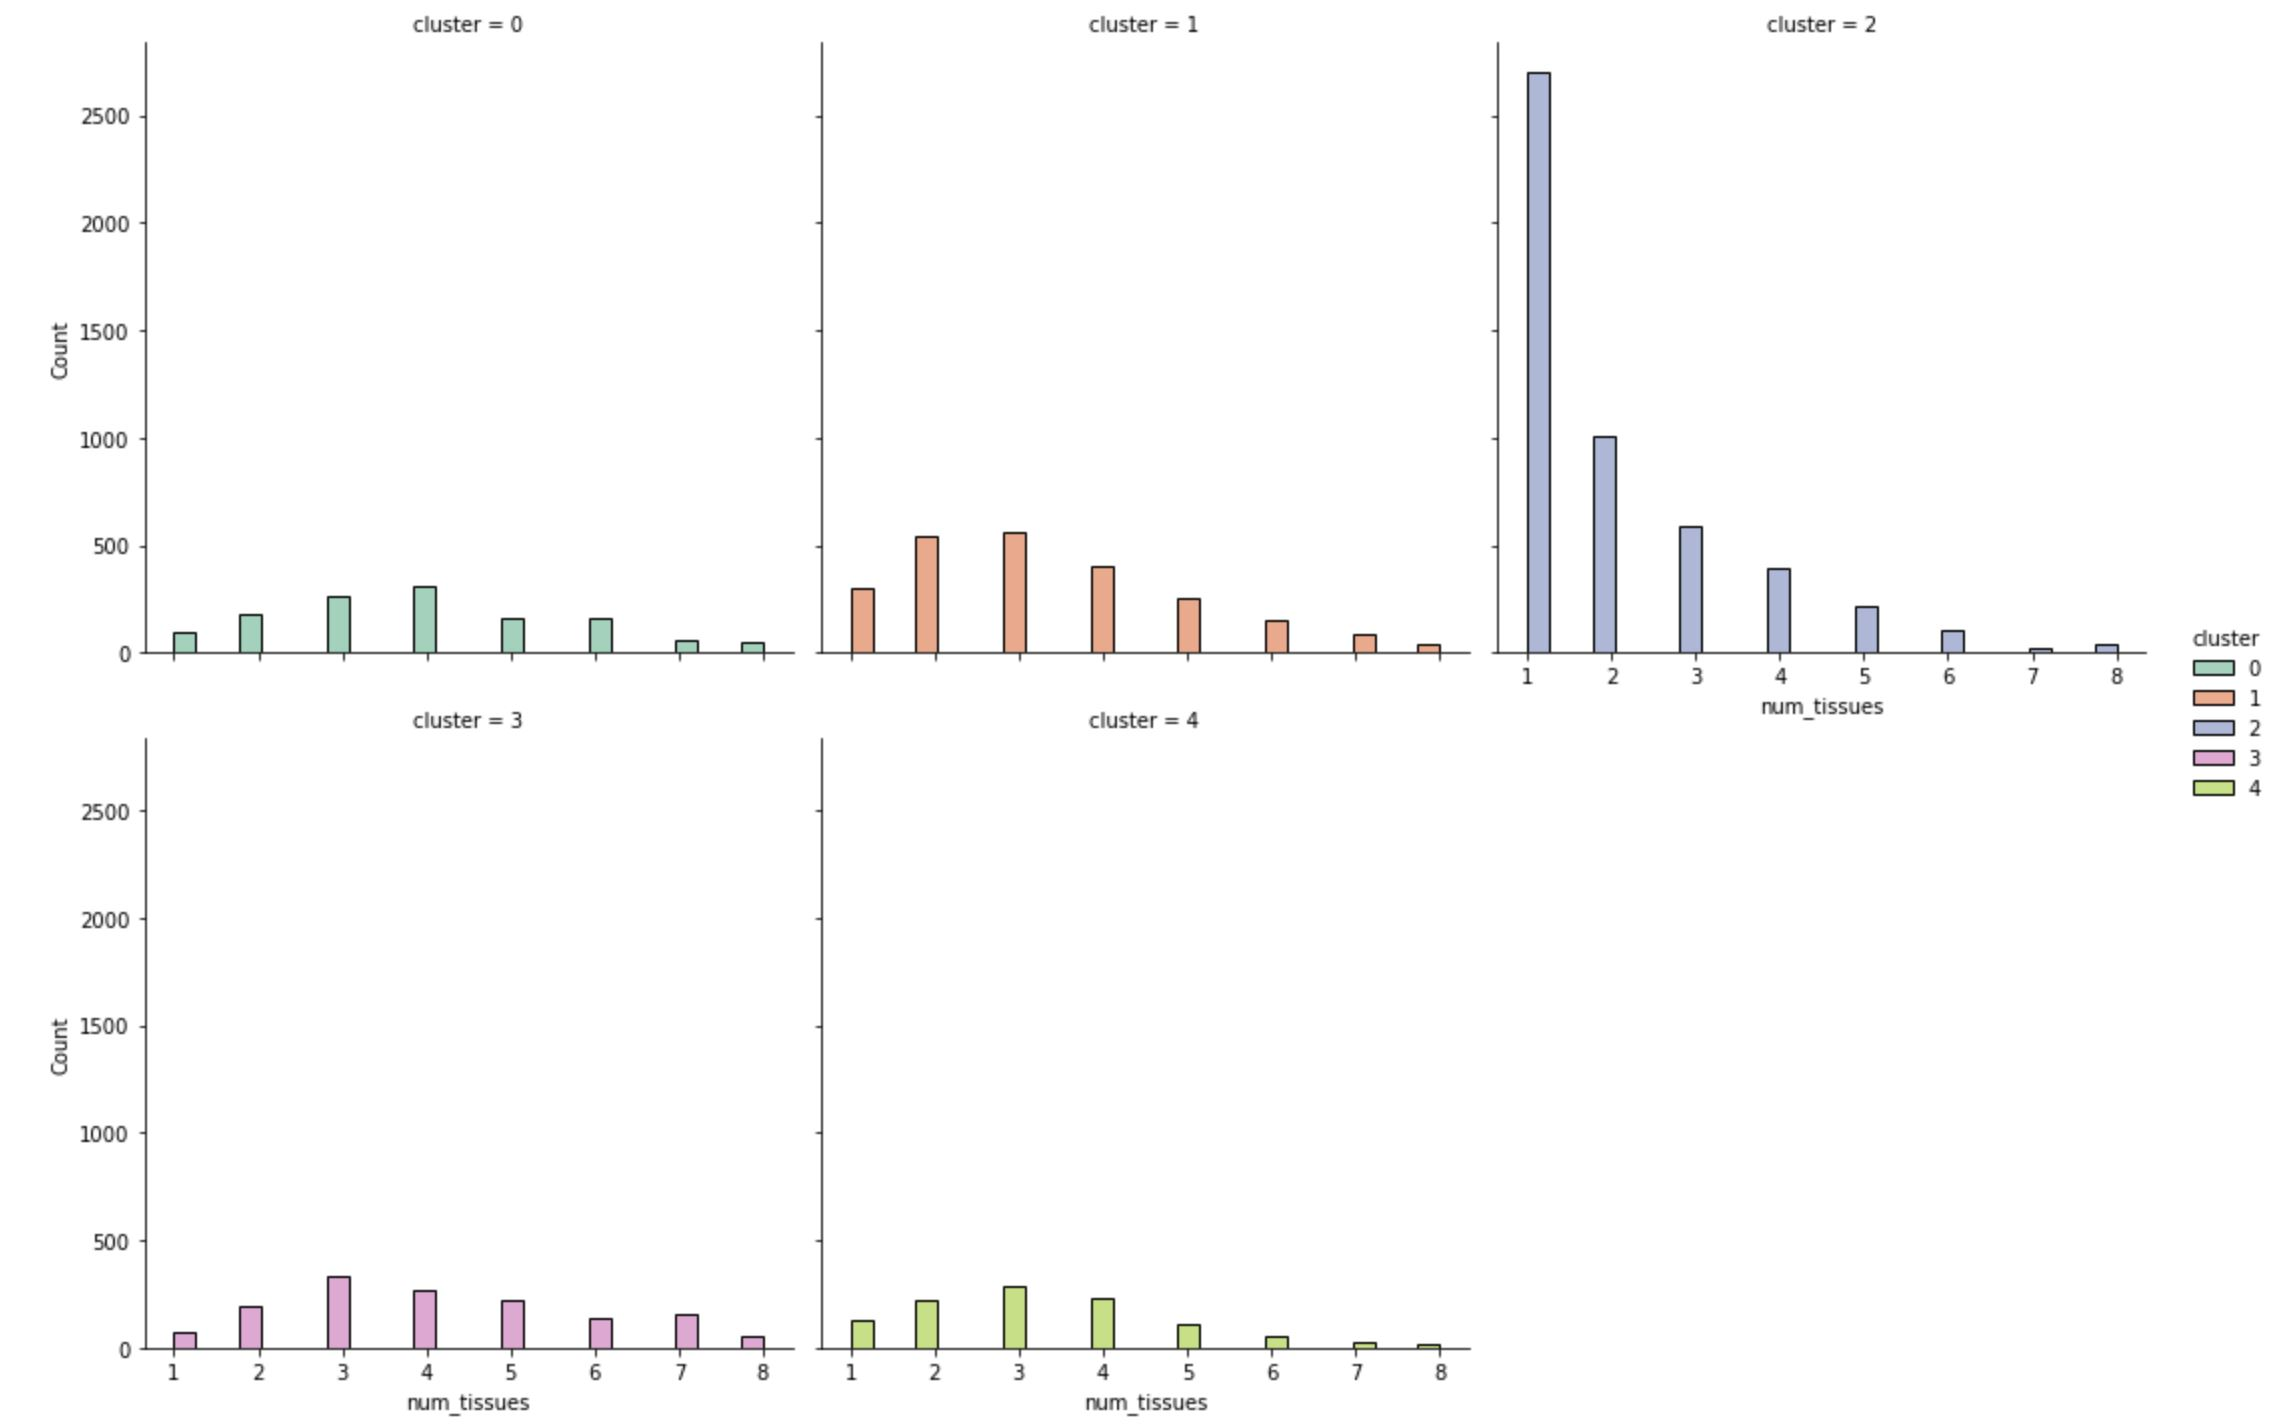 cluster = 0
cluster = 1
cluster = 2
2500
2000
1500
1000
500
0
Count
1 2 3 4 5 6 7 8
num_tissues
cluster
0
1
2
3
4
cluster = 3
cluster = 4
2500
2000
1500
1000
500
0
Count
1 2 3 4 5 6 7 8
num_tissues
1 2 3 4 5 6 7 8
num_tissues